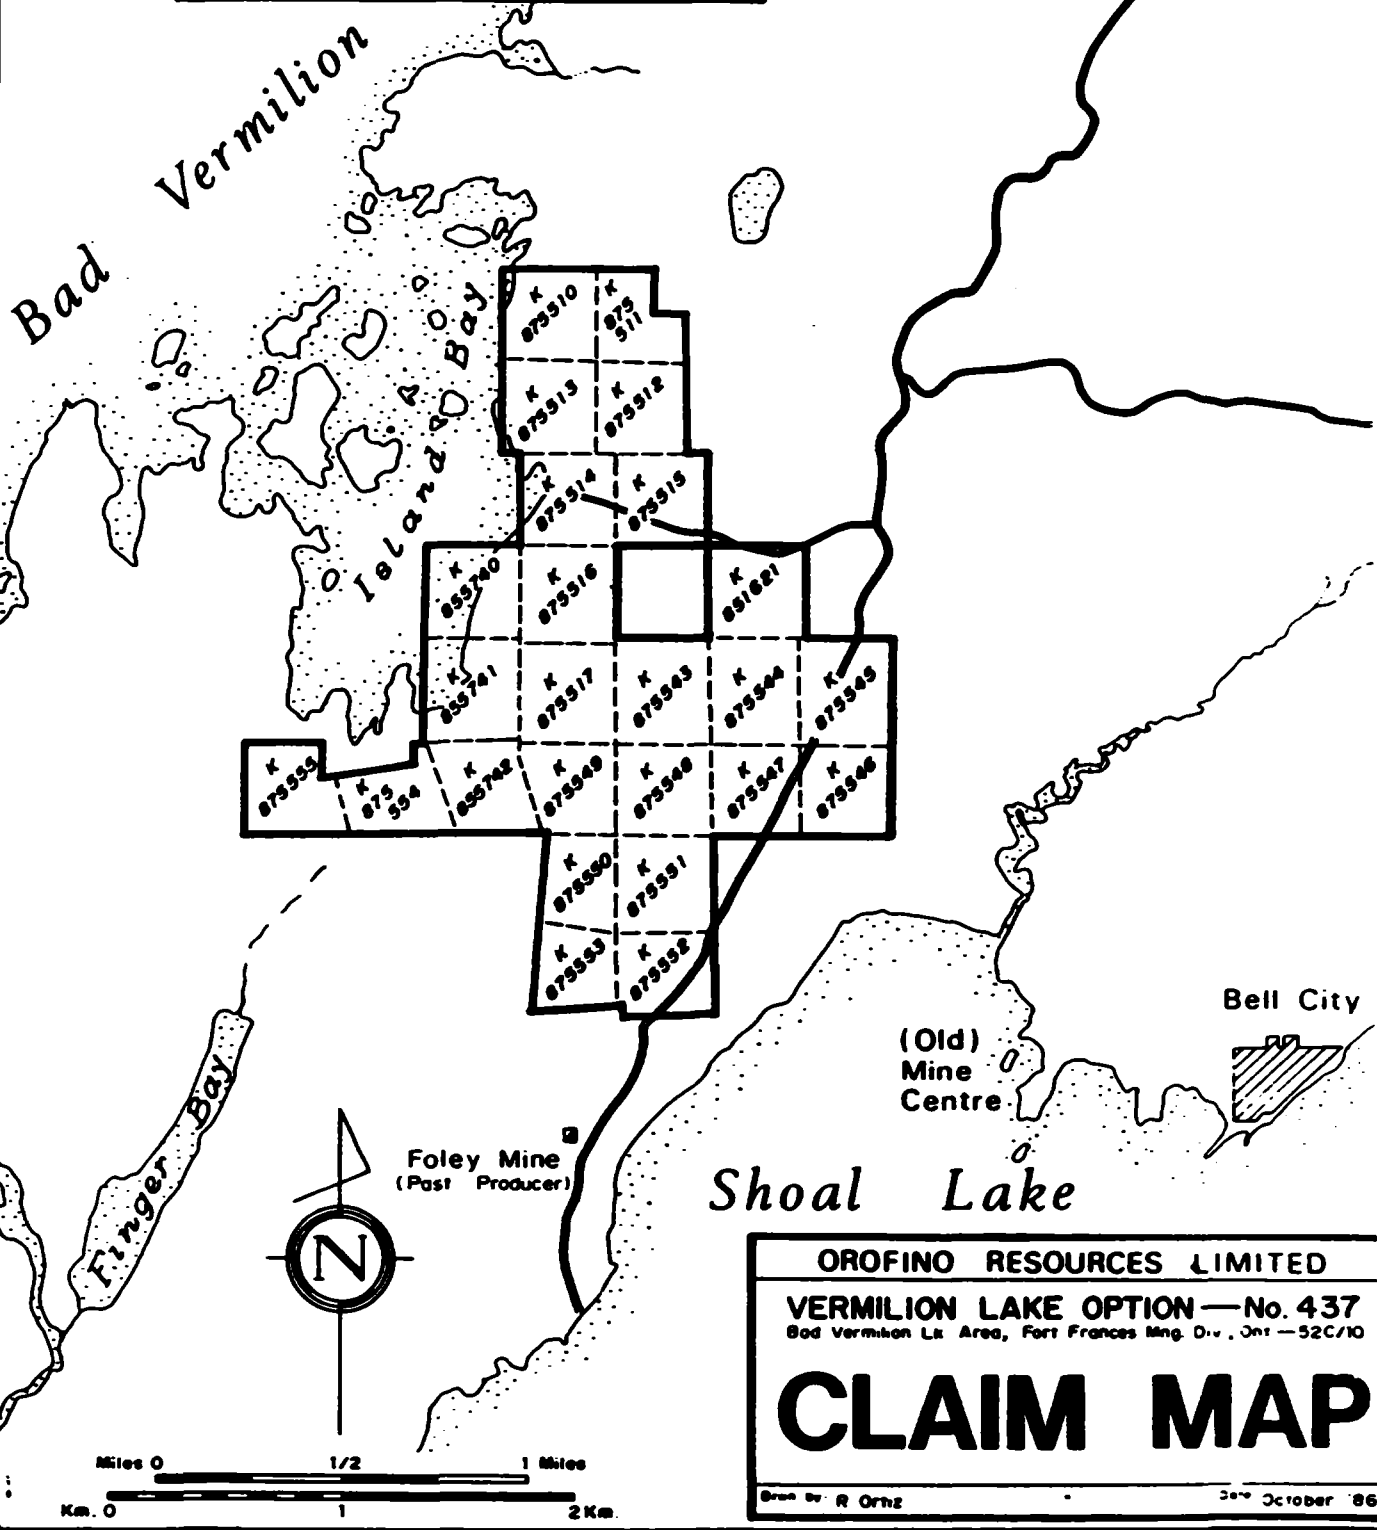 Bad Vermilion
Island Bay
K 875510
K 875 511
K 875513
K 875512
K 875514
K 875515
K 855740
K 875516
K 851621
K 855741
K 875517
K 875543
K 875544
K 875545
K 875555
K 875 554
K 855742
K 875549
K 875548
K 875547
K 875546
K 875550
K 875551
K 875553
K 875552
Bell City
(Old)
Mine
Centre
Finger Bay
Foley Mine
(Past Producer)
Shoal Lake
N
OROFINO RESOURCES LIMITED
VERMILION LAKE OPTION — No. 437
Bad Vermilion Lk Area, Fort Frances Mng. Div., Ont — 52C/10
CLAIM MAP
Miles 0 1/2 1 Miles
Km. 0 1 2 Km.
Drwn by: R Ortiz
Date October '86